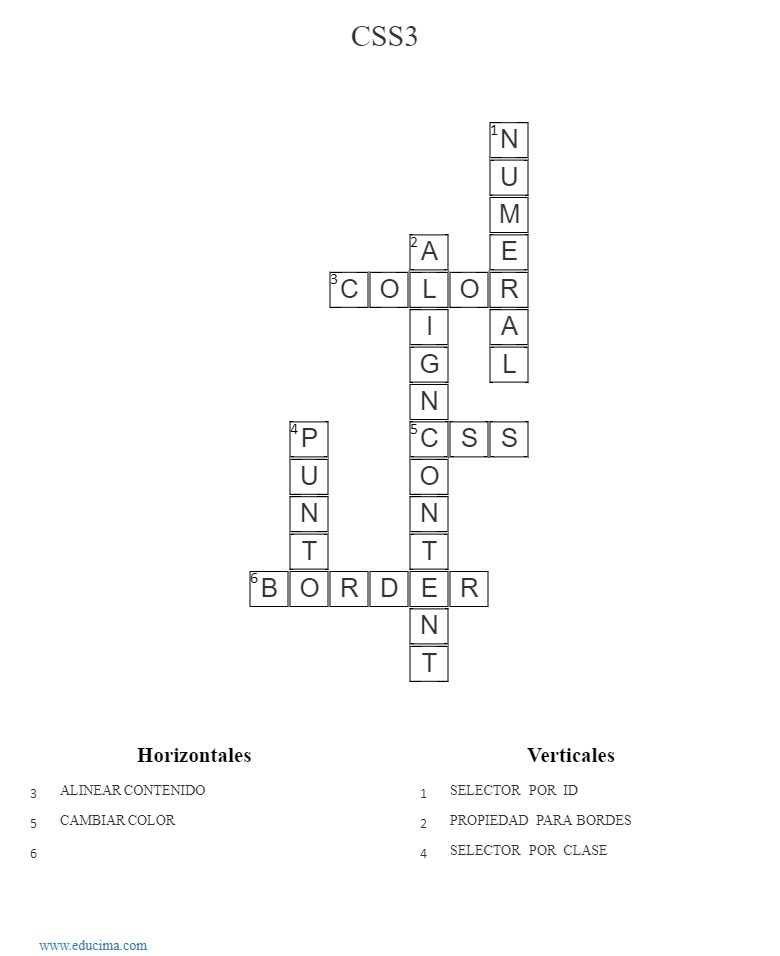 CSS3
1 N
U
M
2 A E
3 C O L O R
I A
G L
N
4 P 5 C S S
U O
N N
T T
6 B O R D E R
N
T
Horizontales Verticales
3 ALINEAR CONTENIDO 1 SELECTOR POR ID
5 CAMBIAR COLOR 2 PROPIEDAD PARA BORDES
6 4 SELECTOR POR CLASE
www.educima.com